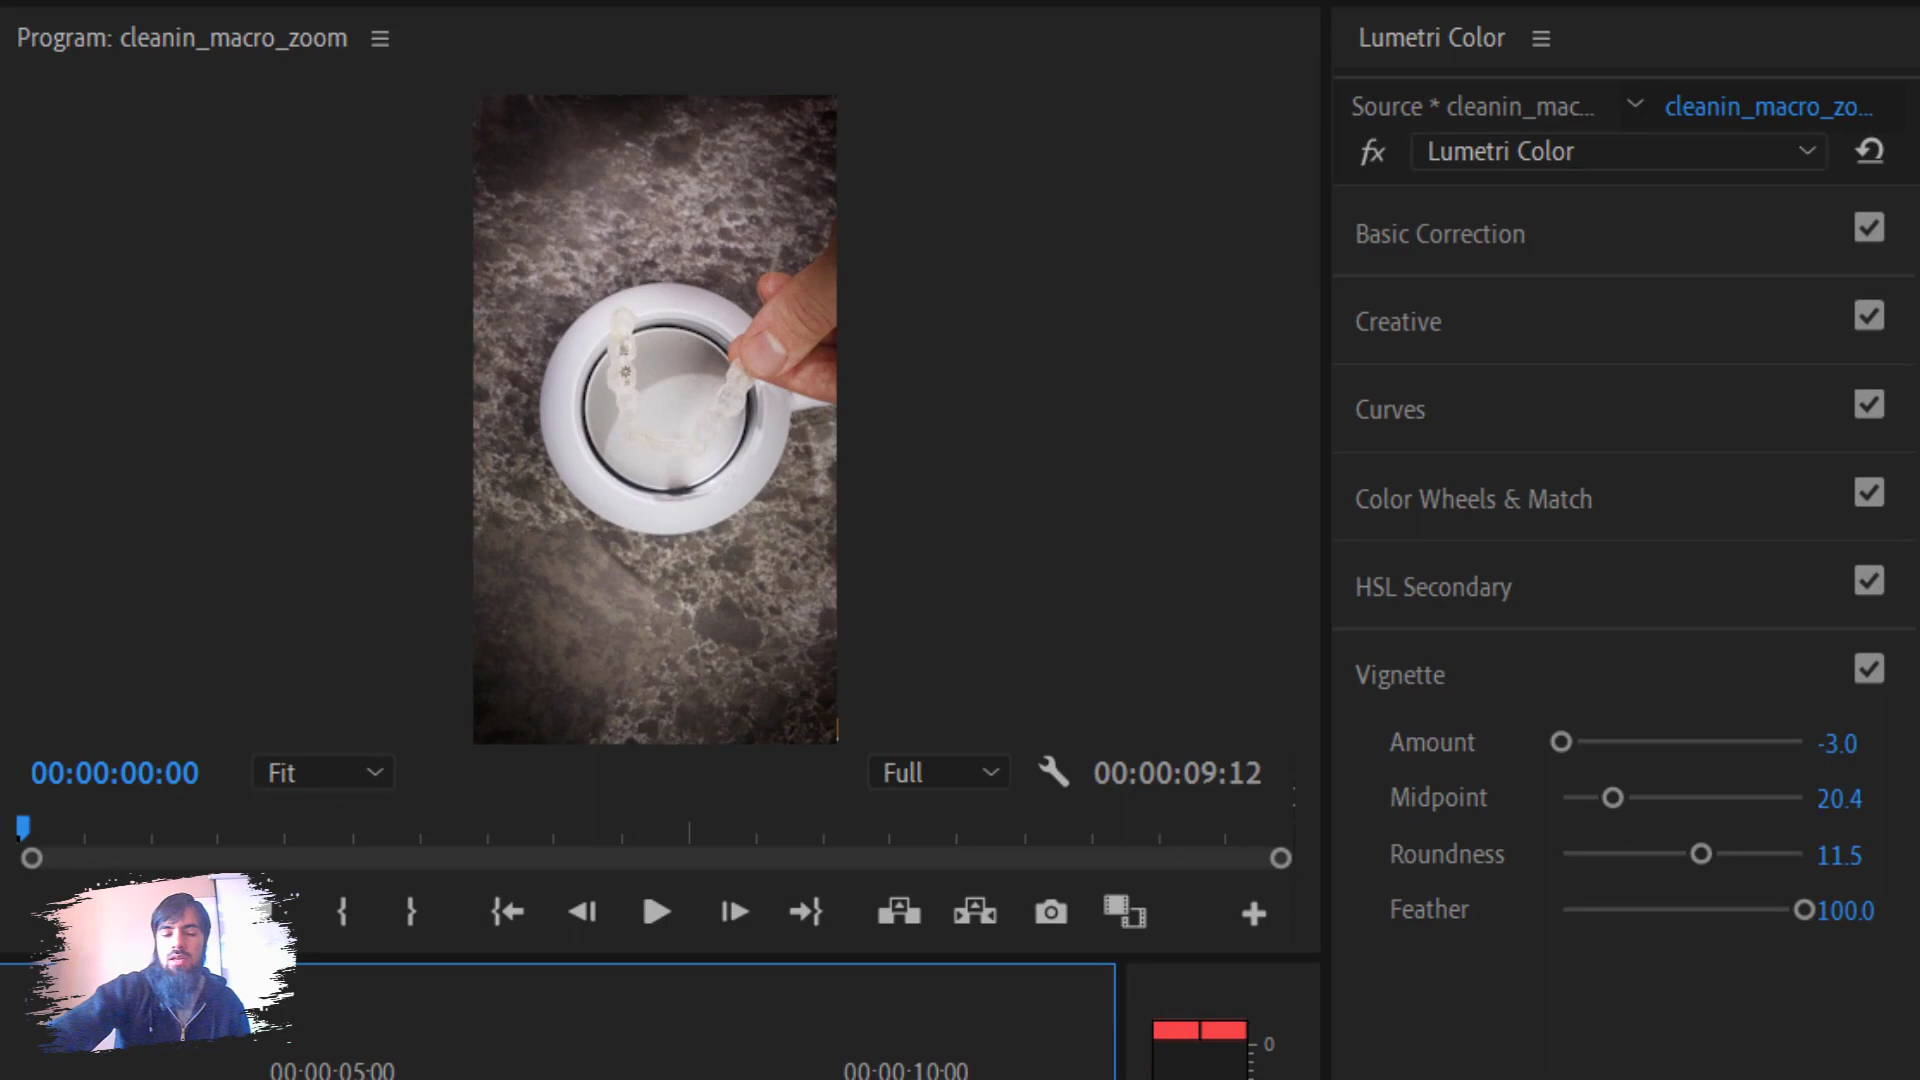 Program: cleanin_macro_zoom
Lumetri Color
Source * cleanin_mac...
cleanin_macro_zo...
fx
Lumetri Color
Basic Correction
Creative
Curves
Color Wheels & Match
HSL Secondary
Vignette
Amount
-3.0
Midpoint
20.4
Roundness
11.5
Feather
100.0
00:00:00:00
Fit
Full
00:00:09:12
00:00:05:00
00:00:10:00
0